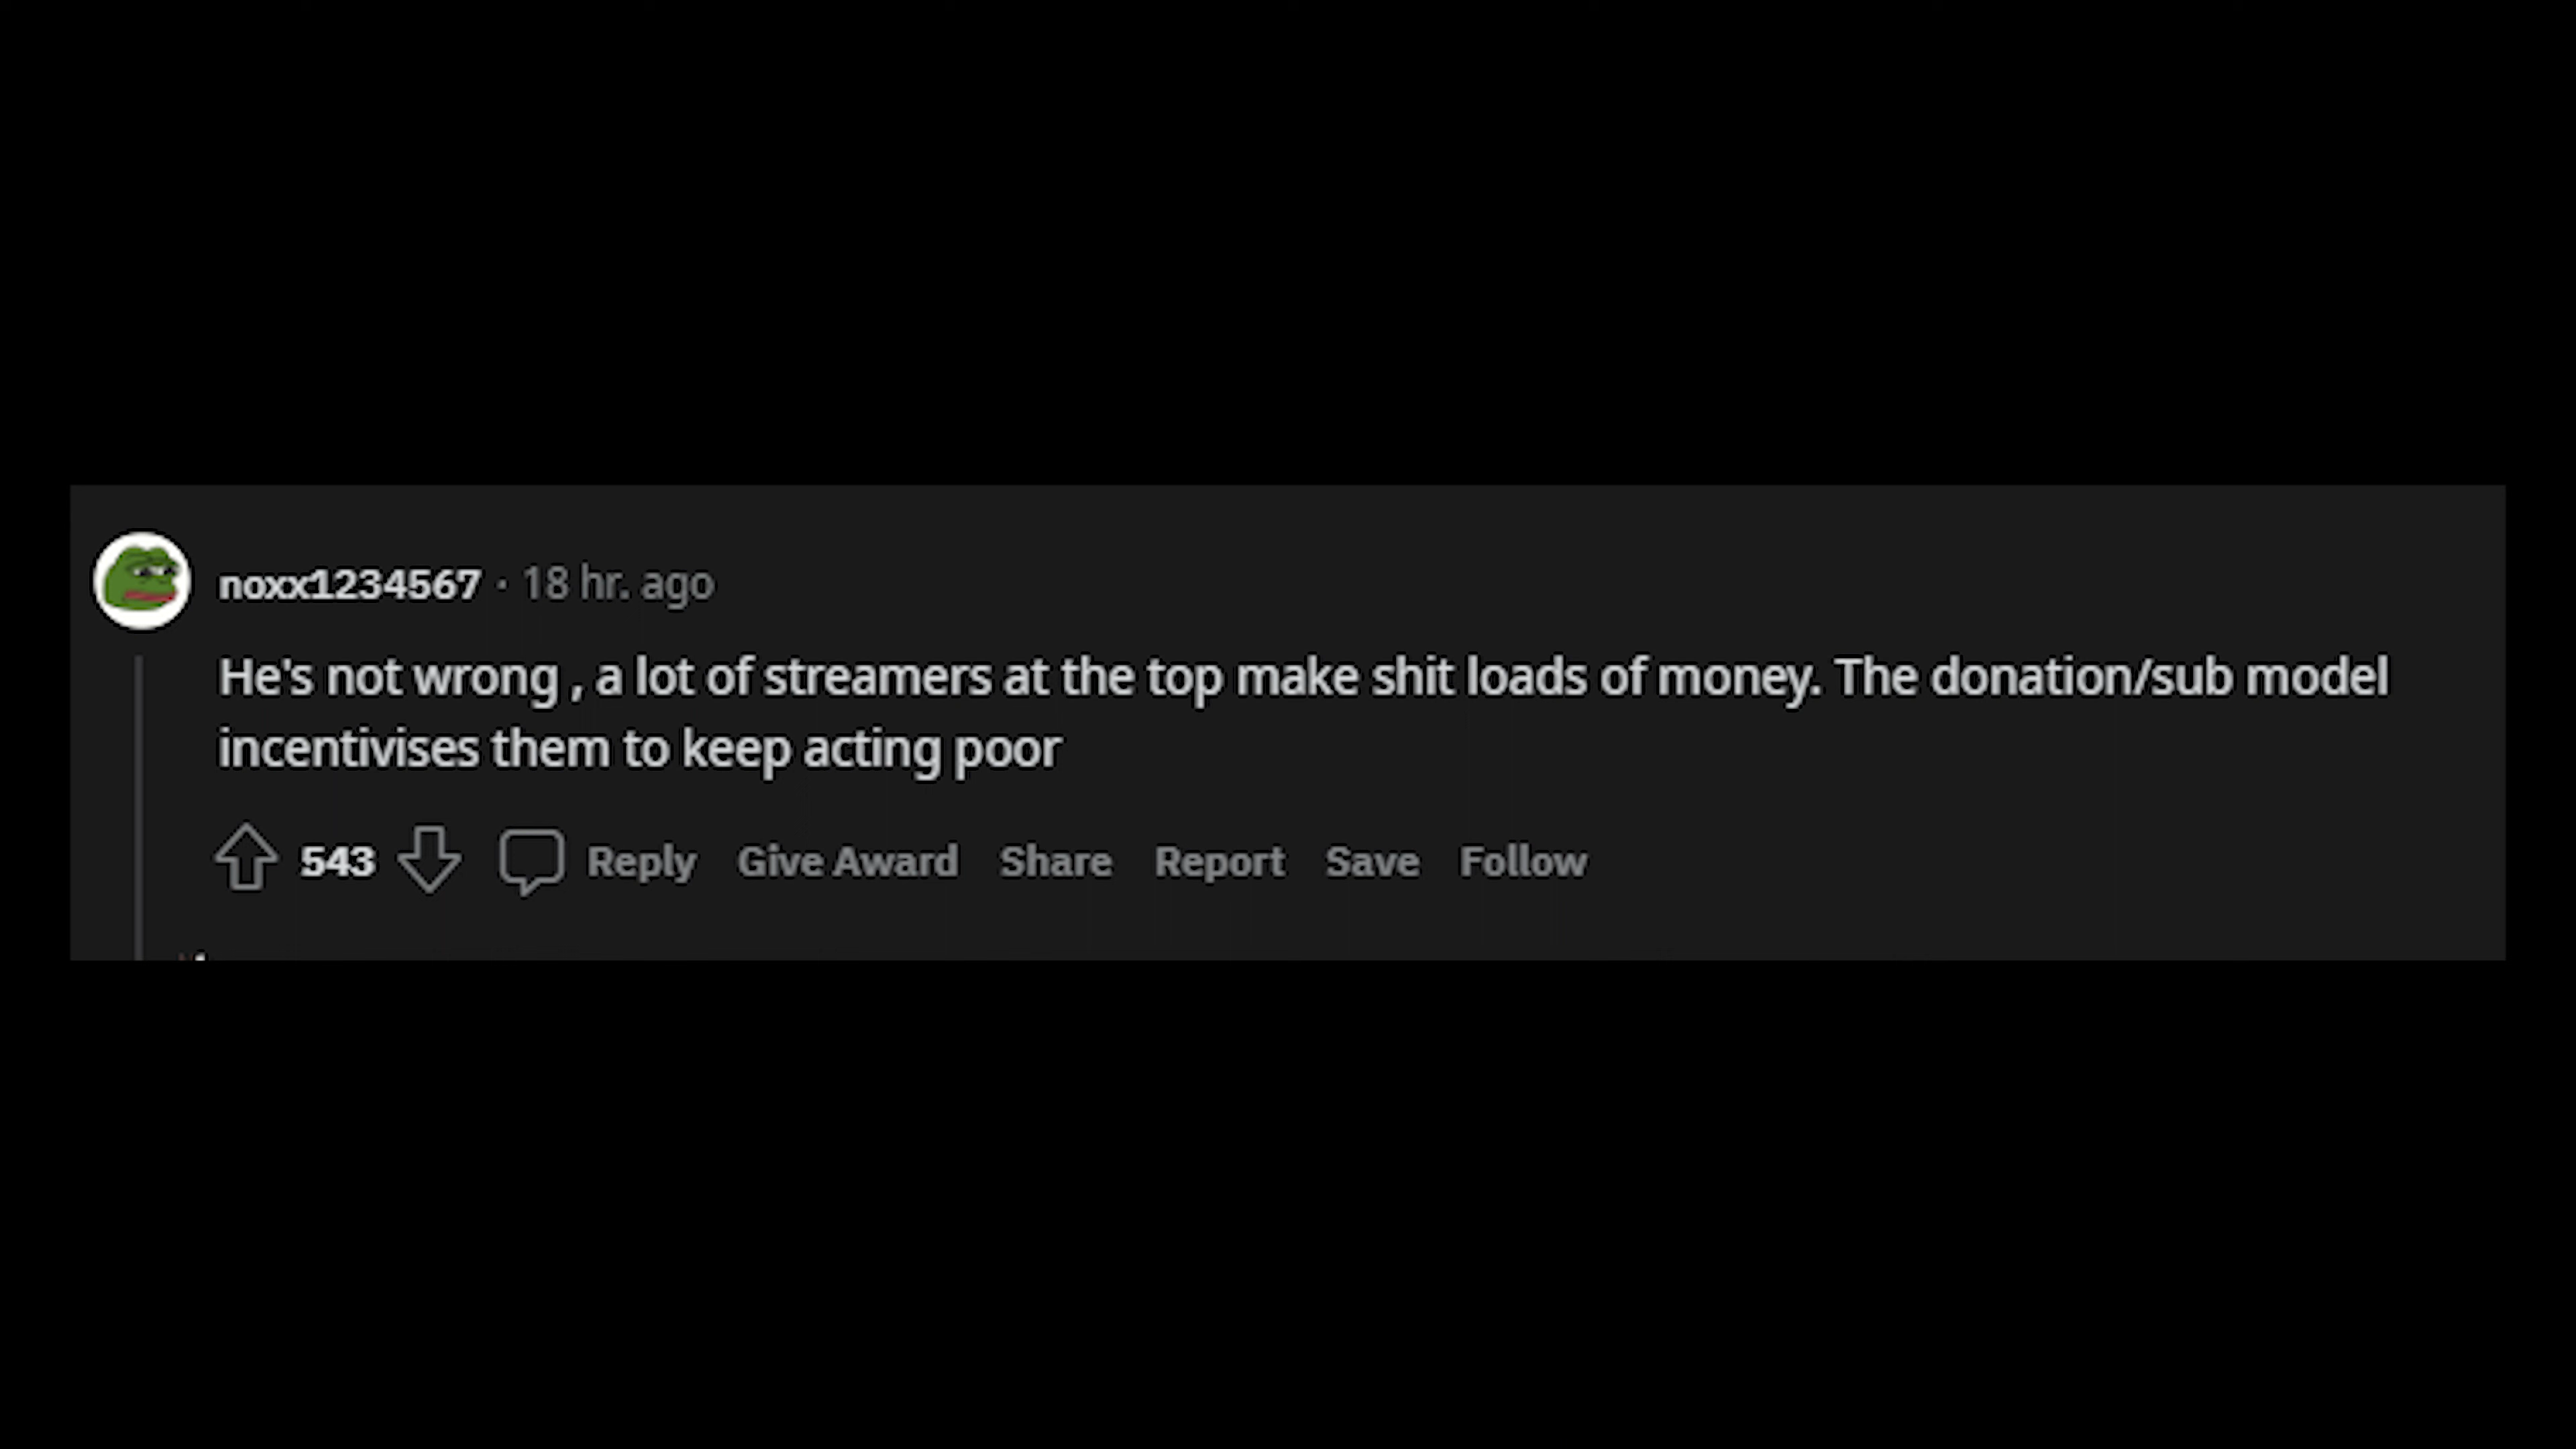 noxx1234567 · 18 hr. ago
He's not wrong , a lot of streamers at the top make shit loads of money. The donation/sub model
incentivises them to keep acting poor
543 Reply Give Award Share Report Save Follow